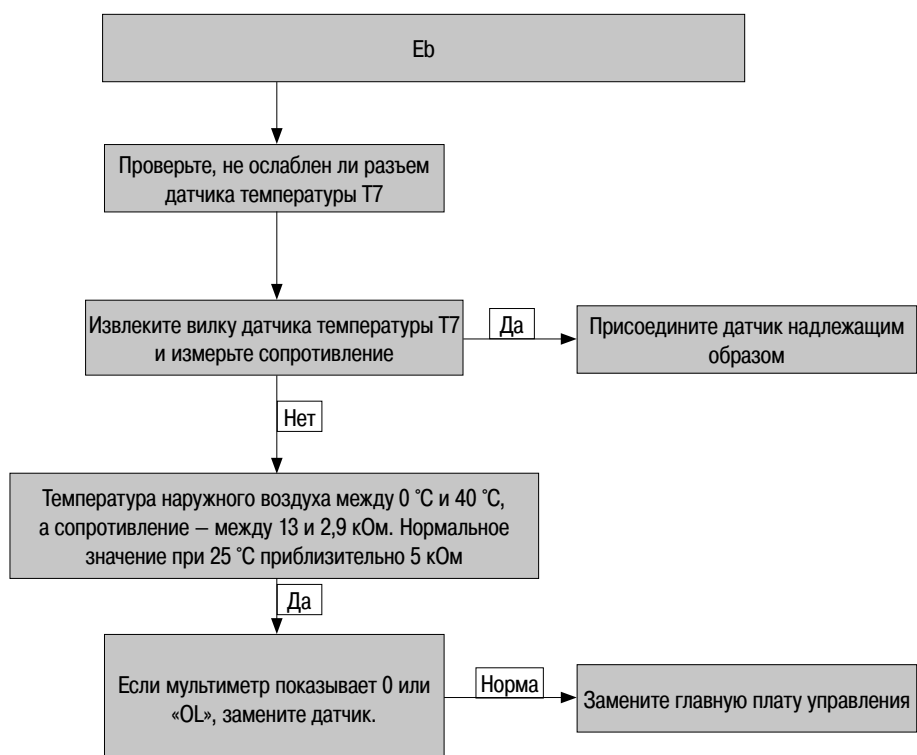 Eb
Проверьте, не ослаблен ли разъем
датчика температуры T7
Извлеките вилку датчика температуры T7
и измерьте сопротивление
Да
Присоедините датчик надлежащим
образом
Нет
Температура наружного воздуха между 0 °C и 40 °C,
а сопротивление – между 13 и 2,9 кОм. Нормальное
значение при 25 °C приблизительно 5 кОм
Да
Если мультиметр показывает 0 или
«OL», замените датчик.
Норма
Замените главную плату управления